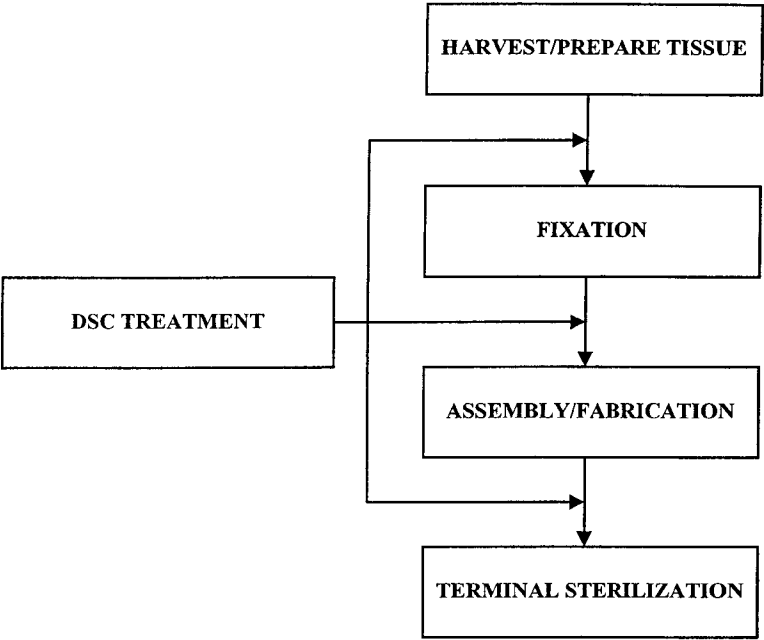 HARVEST/PREPARE TISSUE
FIXATION
DSC TREATMENT
ASSEMBLY/FABRICATION
TERMINAL STERILIZATION